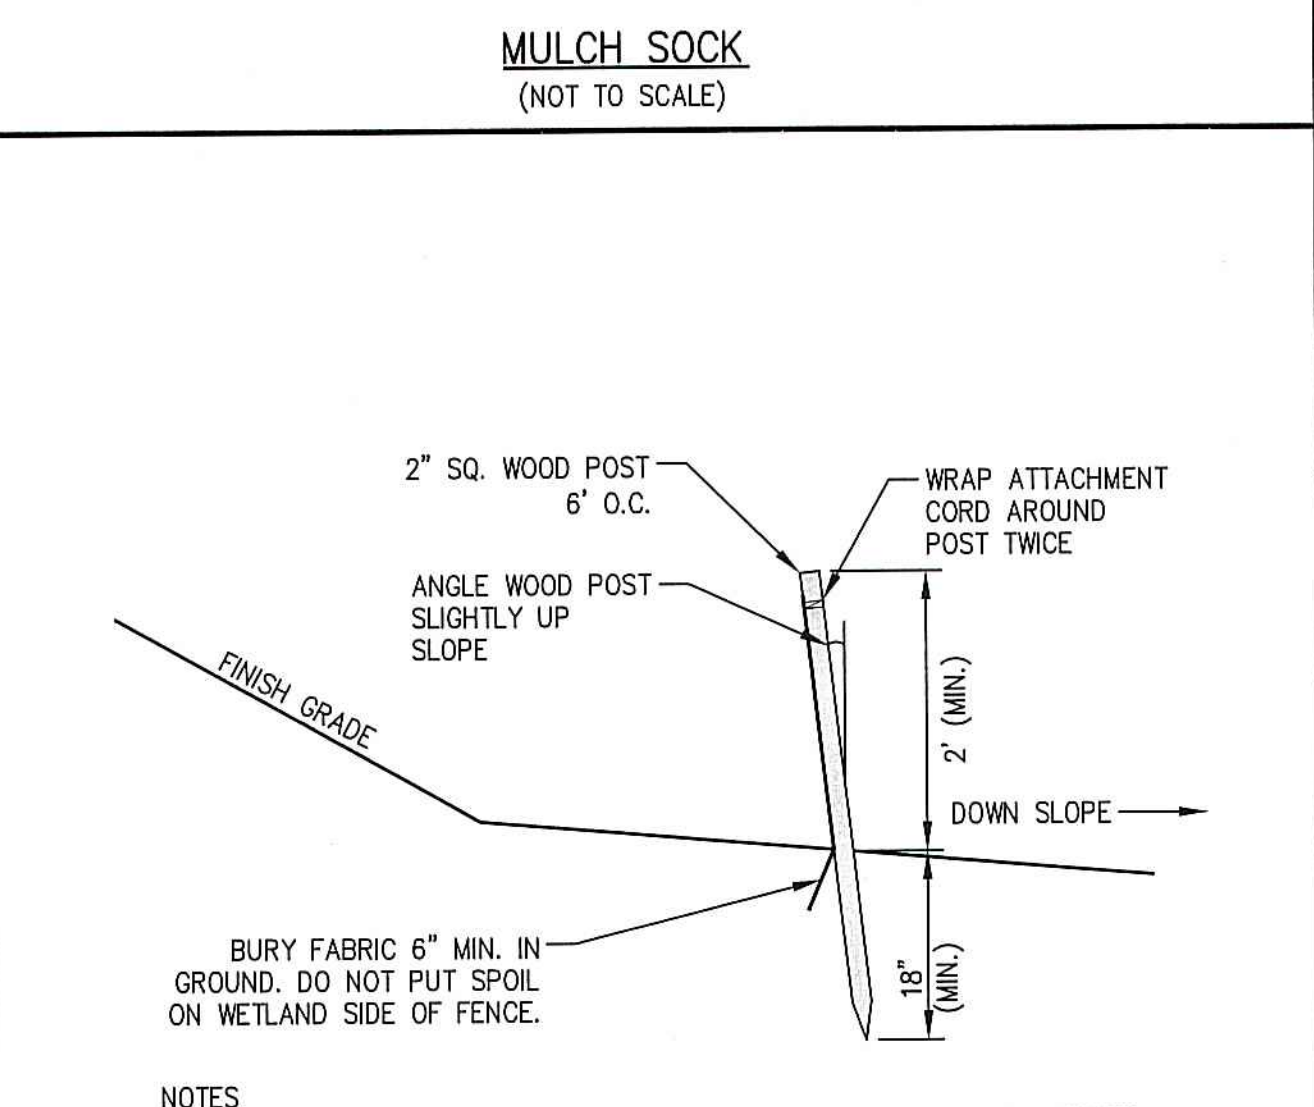 MULCH SOCK
(NOT TO SCALE)
2" SQ. WOOD POST
6' O.C.
WRAP ATTACHMENT
CORD AROUND
POST TWICE
ANGLE WOOD POST
SLIGHTLY UP
SLOPE
FINISH GRADE
2' (MIN.)
DOWN SLOPE
BURY FABRIC 6" MIN. IN
GROUND. DO NOT PUT SPOIL
ON WETLAND SIDE OF FENCE.
18"
(MIN.)
NOTES